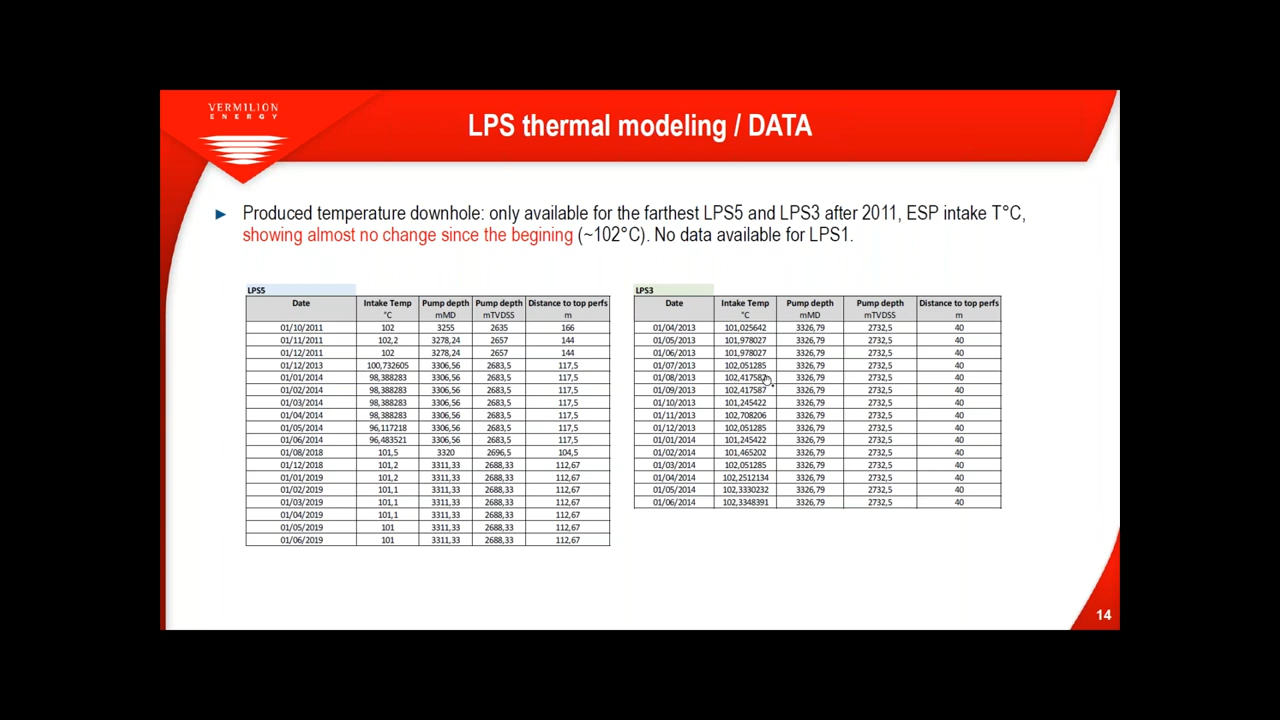 VERMILION
ENERGY
LPS thermal modeling / DATA
► Produced temperature downhole: only available for the farthest LPS5 and LPS3 after 2011, ESP intake T°C,
showing almost no change since the begining (~102°C). No data available for LPS1.
LPS5
Date Intake Temp Pump depth Pump depth Distance to top perfs
°C mMD mTVDSS m
01/10/2011 102 3255 2635 166
01/11/2011 102,2 3278,24 2657 144
01/12/2011 102 3278,24 2657 144
01/12/2013 100,732605 3306,56 2683,5 117,5
01/01/2014 98,388283 3306,56 2683,5 117,5
01/02/2014 98,388283 3306,56 2683,5 117,5
01/03/2014 98,388283 3306,56 2683,5 117,5
01/04/2014 98,388283 3306,56 2683,5 117,5
01/05/2014 96,117218 3306,56 2683,5 117,5
01/06/2014 96,483521 3306,56 2683,5 117,5
01/08/2018 101,5 3320 2696,5 104,5
01/12/2018 101,2 3311,33 2688,33 112,67
01/01/2019 101,2 3311,33 2688,33 112,67
01/02/2019 101,1 3311,33 2688,33 112,67
01/03/2019 101,1 3311,33 2688,33 112,67
01/04/2019 101,1 3311,33 2688,33 112,67
01/05/2019 101 3311,33 2688,33 112,67
01/06/2019 101 3311,33 2688,33 112,67
LPS3
Date Intake Temp Pump depth Pump depth Distance to top perfs
°C mMD mTVDSS m
01/04/2013 101,025642 3326,79 2732,5 40
01/05/2013 101,978027 3326,79 2732,5 40
01/06/2013 101,978027 3326,79 2732,5 40
01/07/2013 102,051285 3326,79 2732,5 40
01/08/2013 102,417587 3326,79 2732,5 40
01/09/2013 102,417587 3326,79 2732,5 40
01/10/2013 101,245422 3326,79 2732,5 40
01/11/2013 102,708206 3326,79 2732,5 40
01/12/2013 102,051285 3326,79 2732,5 40
01/01/2014 101,245422 3326,79 2732,5 40
01/02/2014 101,465202 3326,79 2732,5 40
01/03/2014 102,051285 3326,79 2732,5 40
01/04/2014 102,2512134 3326,79 2732,5 40
01/05/2014 102,3330232 3326,79 2732,5 40
01/06/2014 102,3348391 3326,79 2732,5 40
14